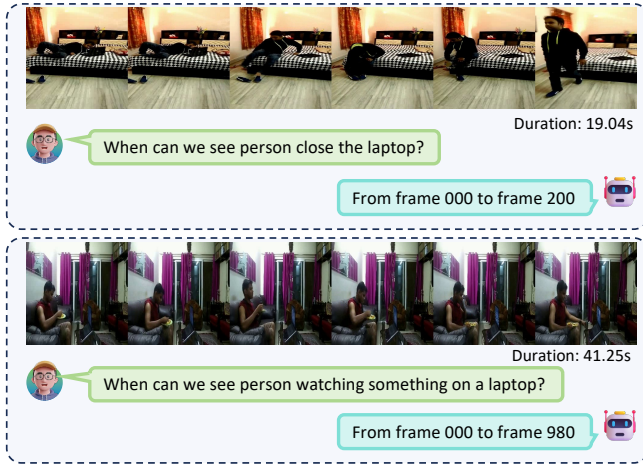 Duration: 19.04s
When can we see person close the laptop?
From frame 000 to frame 200
Duration: 41.25s
When can we see person watching something on a laptop?
From frame 000 to frame 980